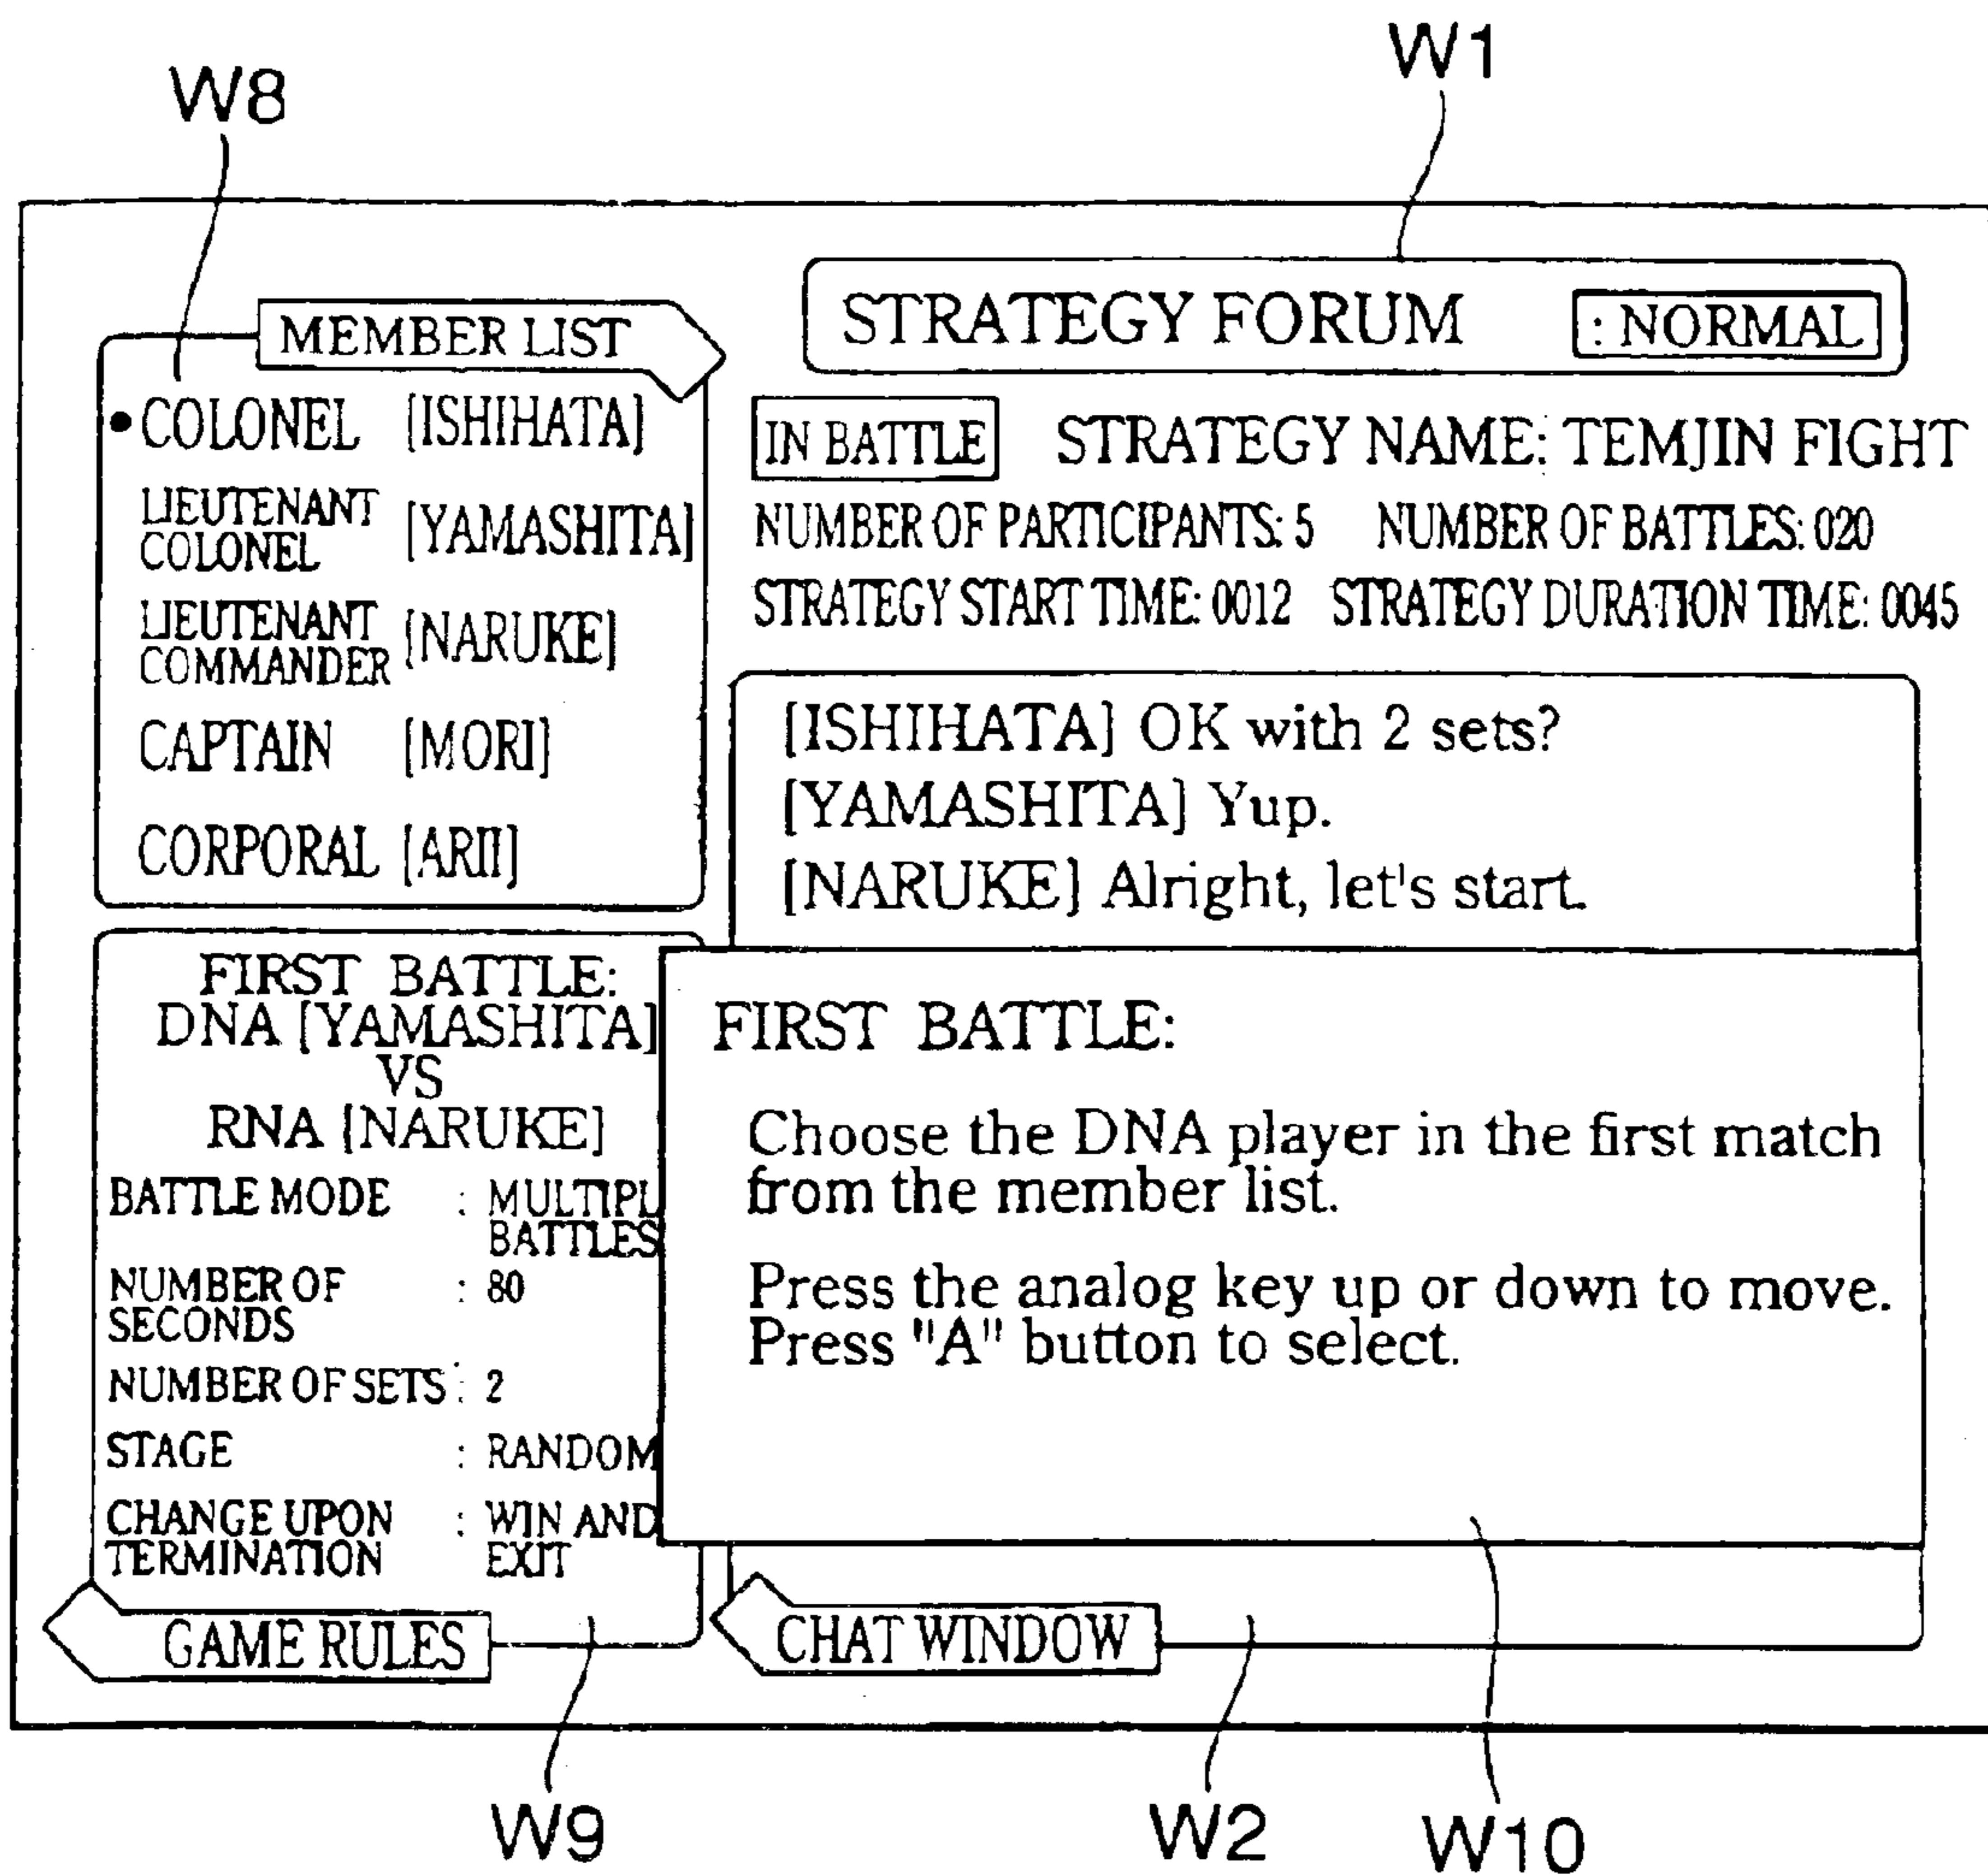 W8
W1
MEMBER LIST
• COLONEL [ISHIHATA]
LIEUTENANT
COLONEL [YAMASHITA]
LIEUTENANT
COMMANDER [NARUKE]
CAPTAIN [MORI]
CORPORAL [ARII]
STRATEGY FORUM : NORMAL
IN BATTLE STRATEGY NAME: TEMJIN FIGHT
NUMBER OF PARTICIPANTS: 5 NUMBER OF BATTLES: 020
STRATEGY START TIME: 0012 STRATEGY DURATION TIME: 0045
[ISHIHATA] OK with 2 sets?
[YAMASHITA] Yup.
[NARUKE] Alright, let's start.
FIRST BATTLE:
DNA [YAMASHITA]
VS
RNA [NARUKE]
BATTLE MODE : MULTIPL
BATTLES
NUMBER OF : 80
SECONDS
NUMBER OF SETS : 2
STAGE : RANDOM
CHANGE UPON : WIN AND
TERMINATION EXIT
GAME RULES
FIRST BATTLE:
Choose the DNA player in the first match
from the member list.
Press the analog key up or down to move.
Press "A" button to select.
CHAT WINDOW
W9
W2
W10